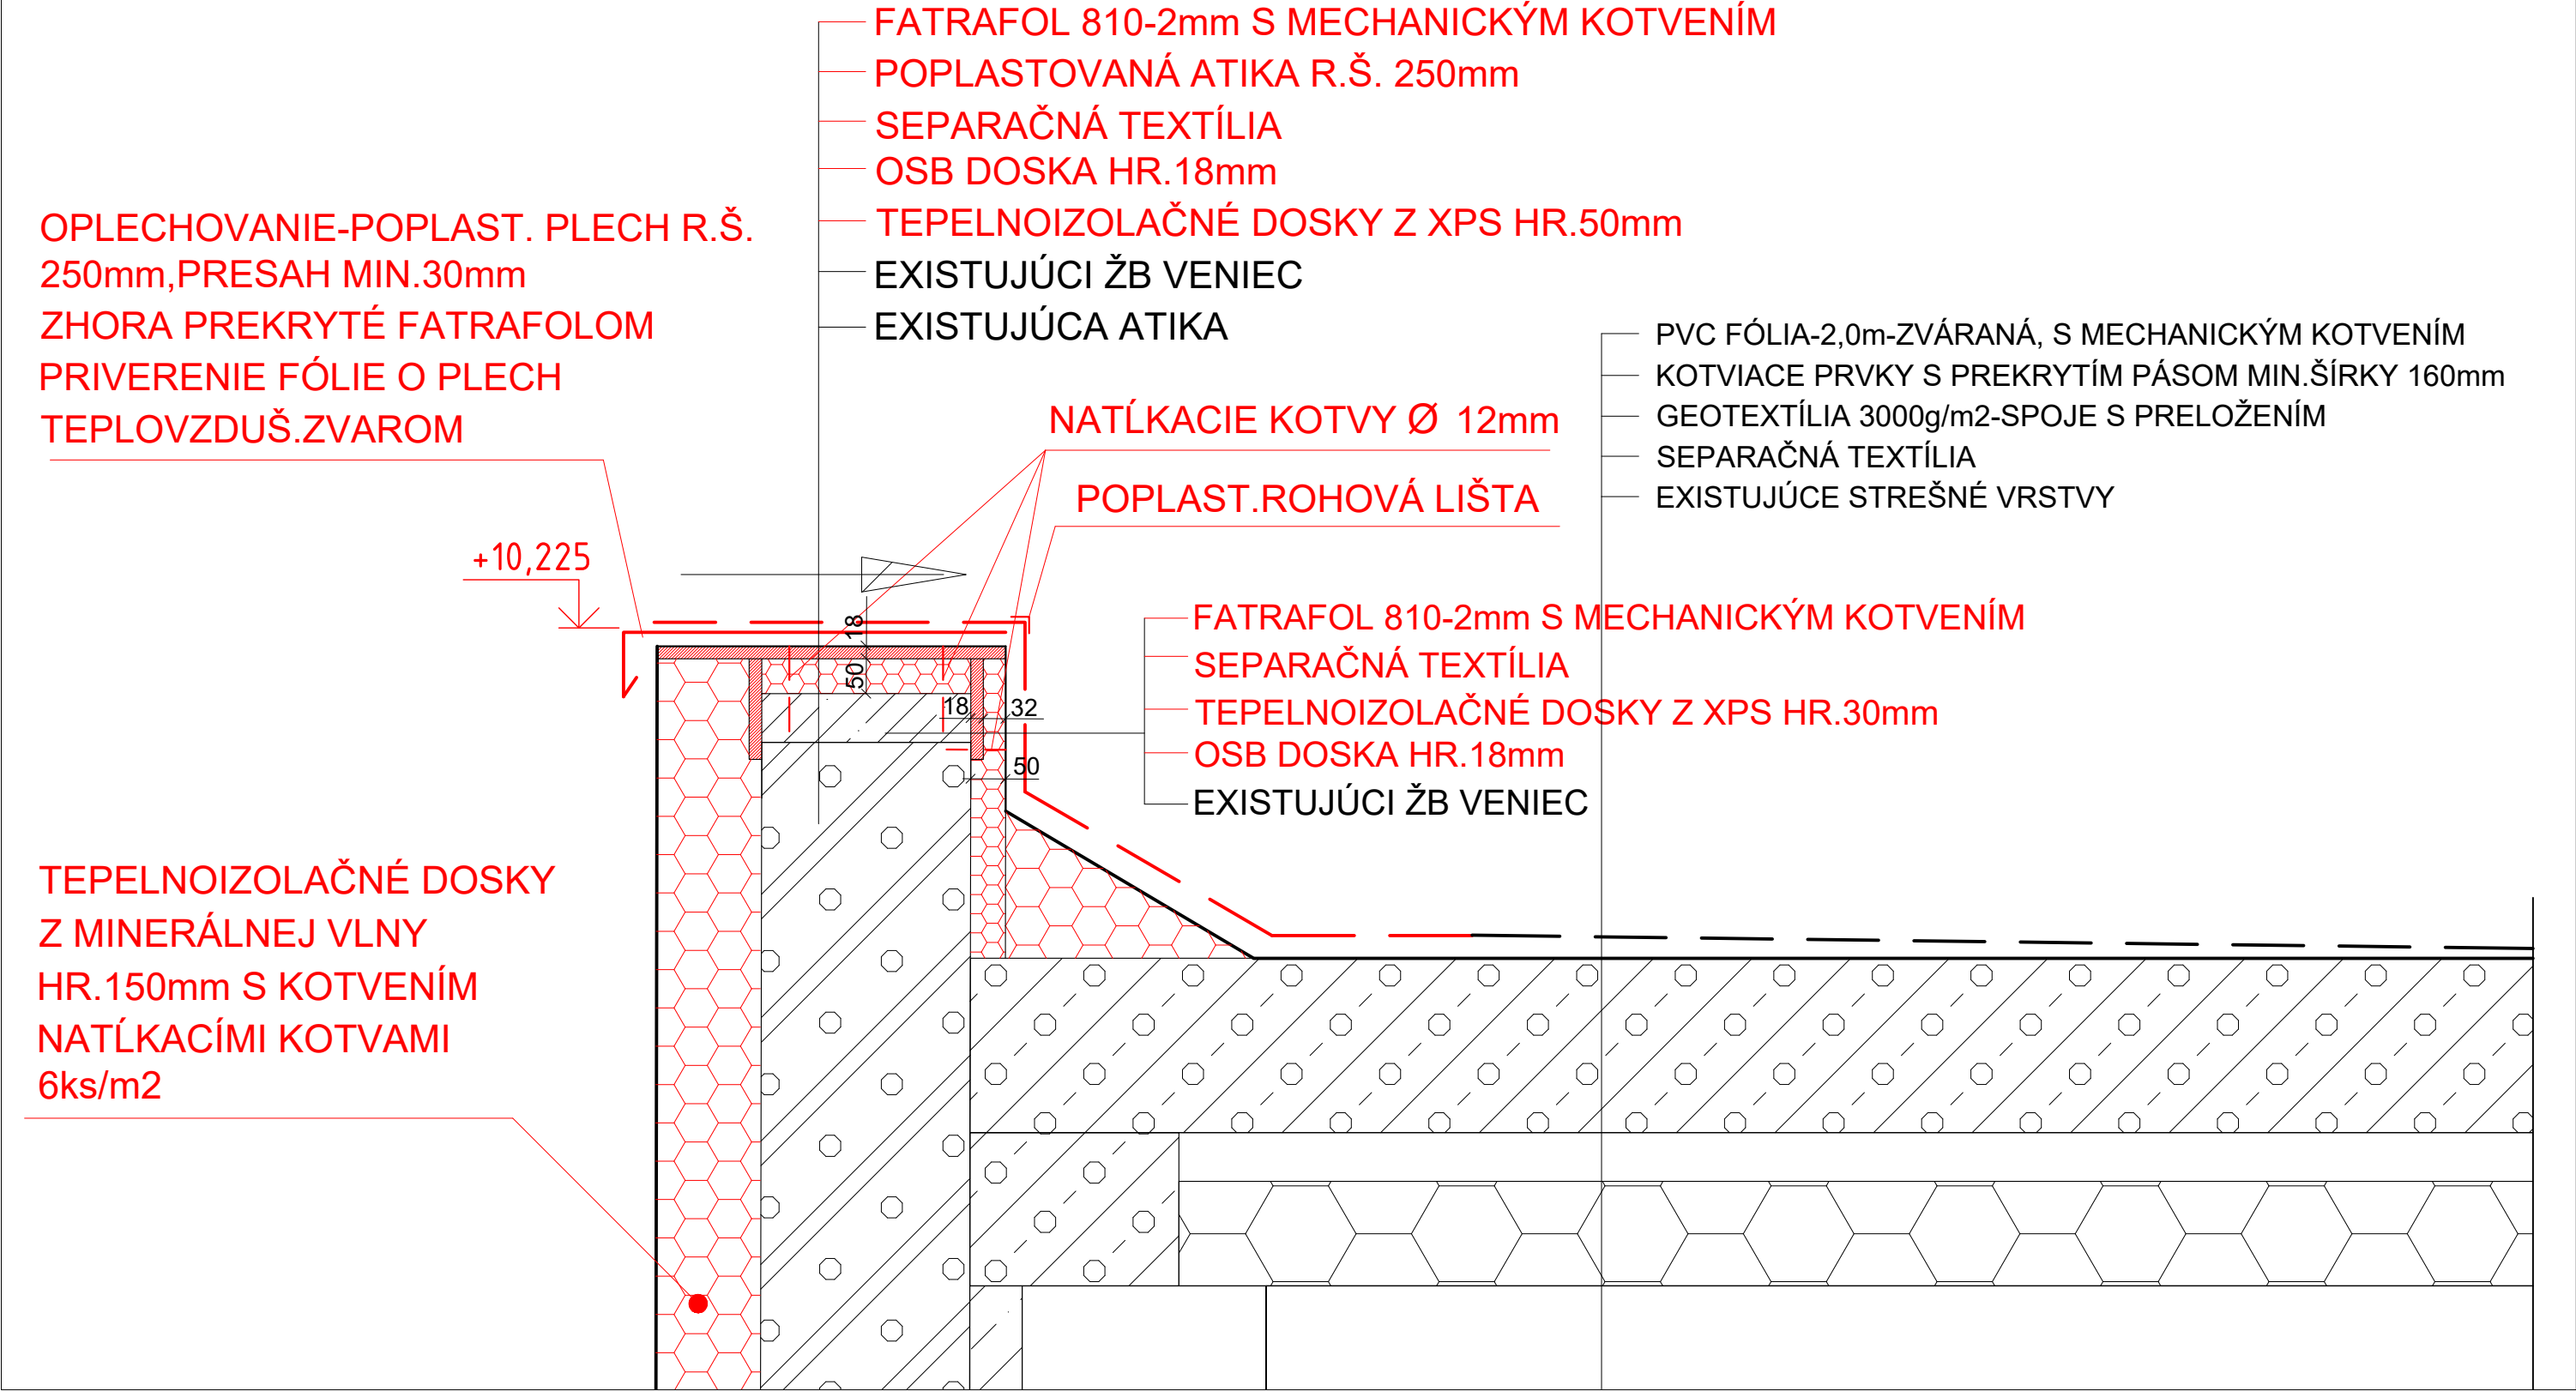 FATRAFOL 810-2mm S MECHANICKÝM KOTVENÍM
POPLASTOVANÁ ATIKA R.Š. 250mm
SEPARAČNÁ TEXTÍLIA
OSB DOSKA HR.18mm
TEPELNOIZOLAČNÉ DOSKY Z XPS HR.50mm
EXISTUJÚCI ŽB VENIEC
EXISTUJÚCA ATIKA
OPLECHOVANIE-POPLAST. PLECH R.Š.
250mm,PRESAH MIN.30mm
ZHORA PREKRYTÉ FATRAFOLOM
PRIVERENIE FÓLIE O PLECH
TEPLOVZDUŠ.ZVAROM
PVC FÓLIA-2,0m-ZVÁRANÁ, S MECHANICKÝM KOTVENÍM
KOTVIACE PRVKY S PREKRYTÍM PÁSOM MIN.ŠÍRKY 160mm
GEOTEXTÍLIA 3000g/m2-SPOJE S PRELOŽENÍM
SEPARAČNÁ TEXTÍLIA
EXISTUJÚCE STREŠNÉ VRSTVY
NATĹKACIE KOTVY Ø 12mm
POPLAST.ROHOVÁ LIŠTA
+10,225
18
50
18
32
50
FATRAFOL 810-2mm S MECHANICKÝM KOTVENÍM
SEPARAČNÁ TEXTÍLIA
TEPELNOIZOLAČNÉ DOSKY Z XPS HR.30mm
OSB DOSKA HR.18mm
EXISTUJÚCI ŽB VENIEC
TEPELNOIZOLAČNÉ DOSKY
Z MINERÁLNEJ VLNY
HR.150mm S KOTVENÍM
NATĹKACÍMI KOTVAMI
6ks/m2